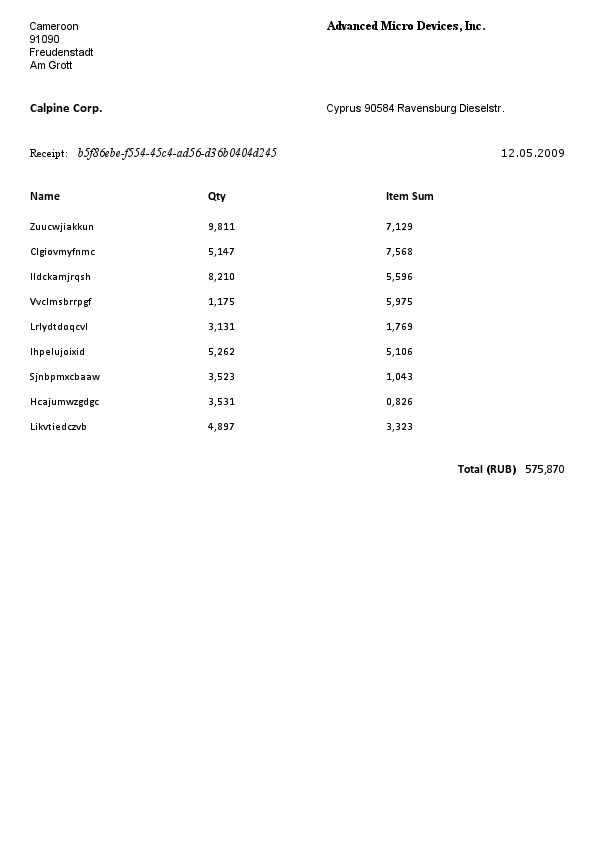 Cameroon
91090
Freudenstadt
Am Grott
Advanced Micro Devices, Inc.
Calpine Corp.
Cyprus 90584 Ravensburg Dieselstr.
Receipt: b5f86ebe-f554-45c4-ad56-d36b0404d245 12.05.2009
Name Qty Item Sum
Zuucwjiakkun 9,811 7,129
Clgiovmyfnmc 5,147 7,568
Ildckamjrqsh 8,210 5,596
Vvclmsbrrpgf 1,175 5,975
Lrlydtdoqcvl 3,131 1,769
Ihpelujoixid 5,262 5,106
Sjnbpmxcbaaw 3,523 1,043
Hcajumwzgdgc 3,531 0,826
Likvtiedczvb 4,897 3,323
Total (RUB) 575,870